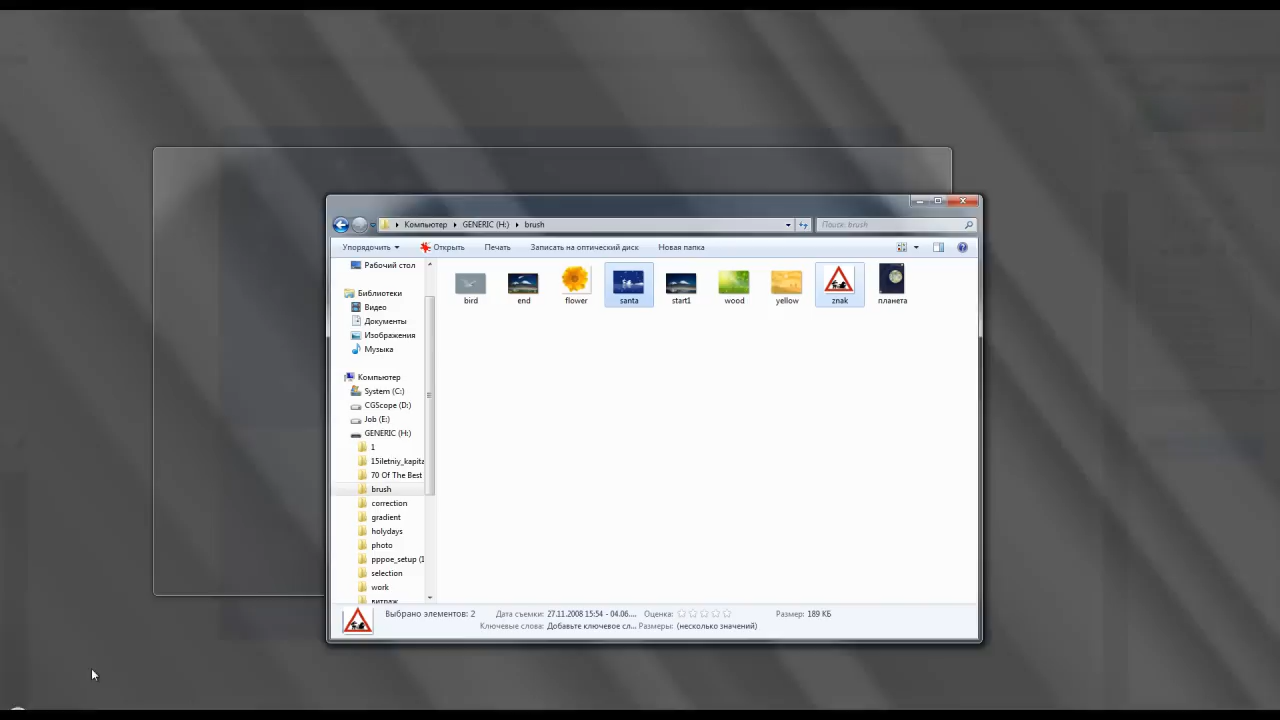 Компьютер GENERIC (H:) brush
Поиск: brush
Упорядочить Открыть Печать Записать на оптический диск Новая папка
Рабочий стол
Библиотеки
Видео
Документы
Изображения
Музыка
Компьютер
System (C:)
CGScope (D:)
Job (E:)
GENERIC (H:)
1
15iletniy_kapita
70 Of The Best
brush
correction
gradient
holydays
photo
pppoe_setup (1
selection
work
витраж
bird end flower santa start1 wood yellow znak планета
Выбрано элементов: 2 Дата съемки: 27.11.2008 15:54 - 04.06.... Оценка: Размер: 189 КБ
Ключевые слова: Добавьте ключевое сл... Размеры: (несколько значений)